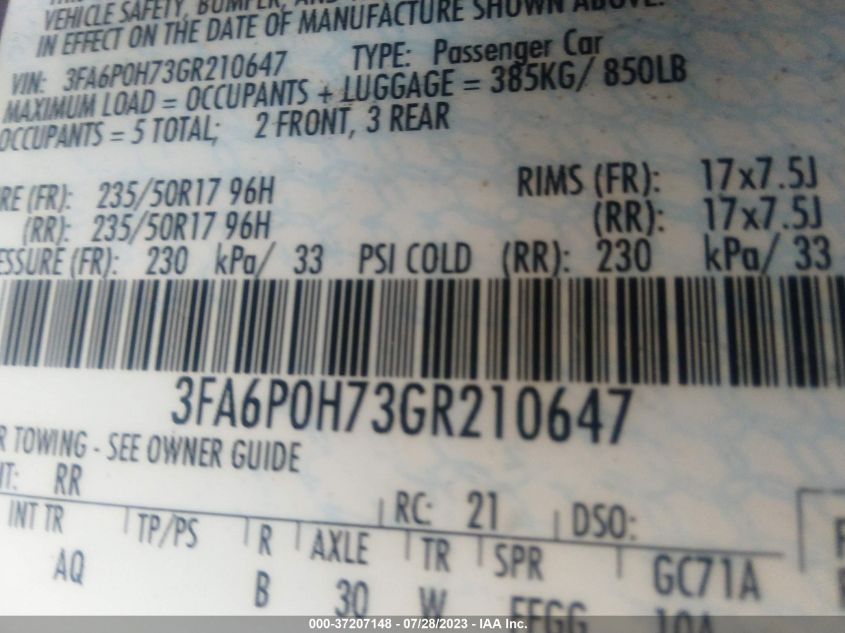 VEHICLE SAFETY, BUMPER, AND
IN EFFECT ON THE DATE OF MANUFACTURE SHOWN ABOVE.
VIN: 3FA6P0H73GR210647 TYPE: Passenger Car
MAXIMUM LOAD = OCCUPANTS + LUGGAGE = 385KG/ 850LB
OCCUPANTS = 5 TOTAL; 2 FRONT, 3 REAR
RE (FR): 235/50R17 96H RIMS (FR): 17x7.5J
(RR): 235/50R17 96H (RR): 17x7.5J
ESSURE (FR): 230 kPa/ 33 PSI COLD (RR): 230 kPa/ 33
3FA6P0H73GR210647
R TOWING - SEE OWNER GUIDE
NT: RR
RC: 21 DSO:
INT TR TP/PS R AXLE TR SPR GC71A
AQ B 30 W EEGG 10A
000-37207148 - 07/28/2023 - IAA Inc.